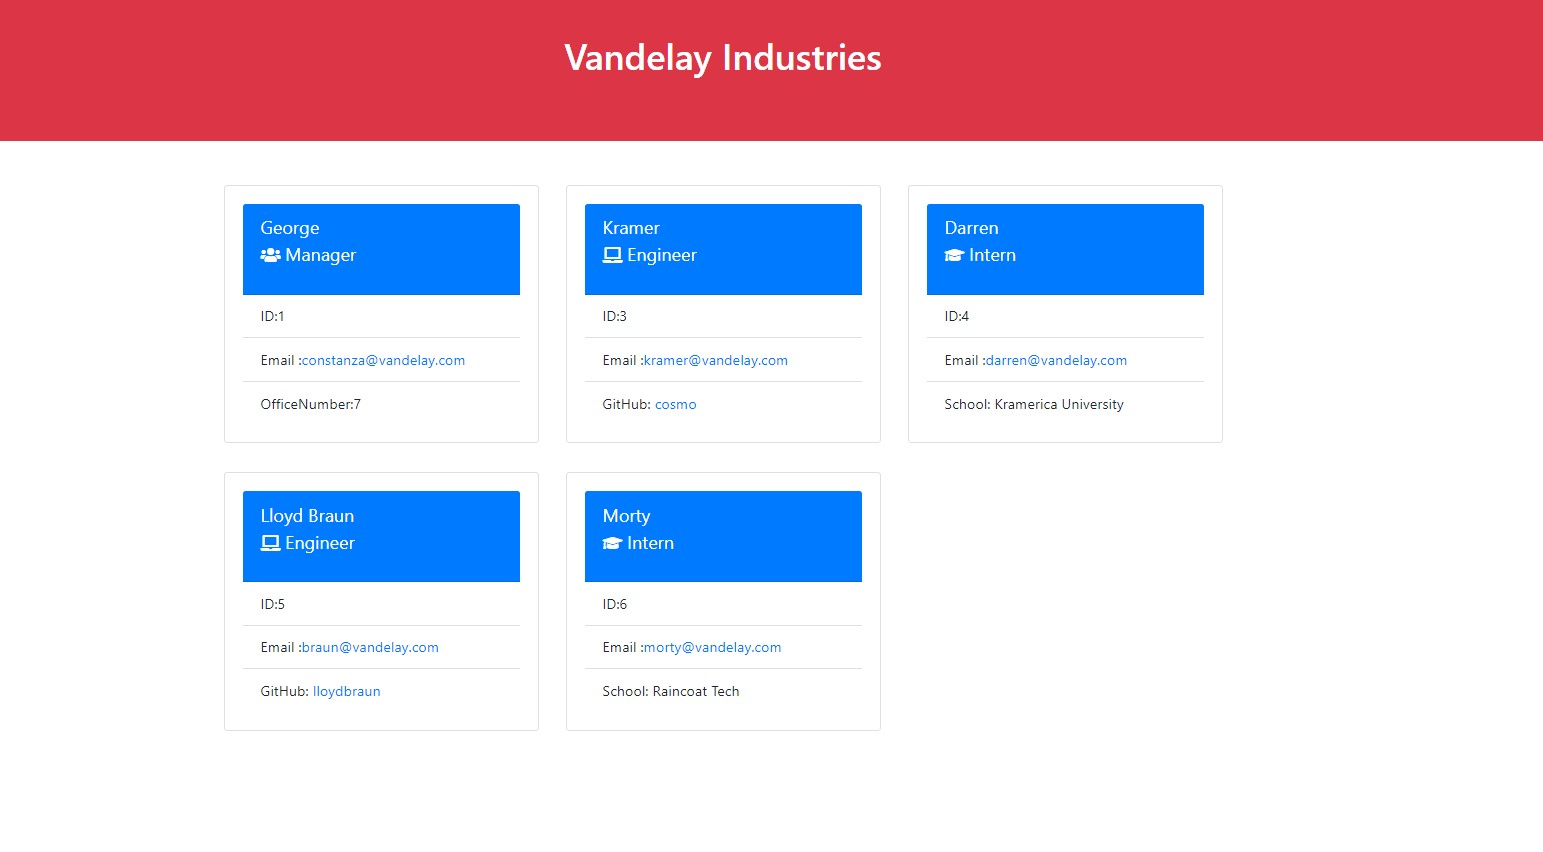 Vandelay Industries
George
Manager
ID:1
Email :constanza@vandelay.com
OfficeNumber:7
Kramer
Engineer
ID:3
Email :kramer@vandelay.com
GitHub: cosmo
Darren
Intern
ID:4
Email :darren@vandelay.com
School: Kramerica University
Lloyd Braun
Engineer
ID:5
Email :braun@vandelay.com
GitHub: lloydbraun
Morty
Intern
ID:6
Email :morty@vandelay.com
School: Raincoat Tech